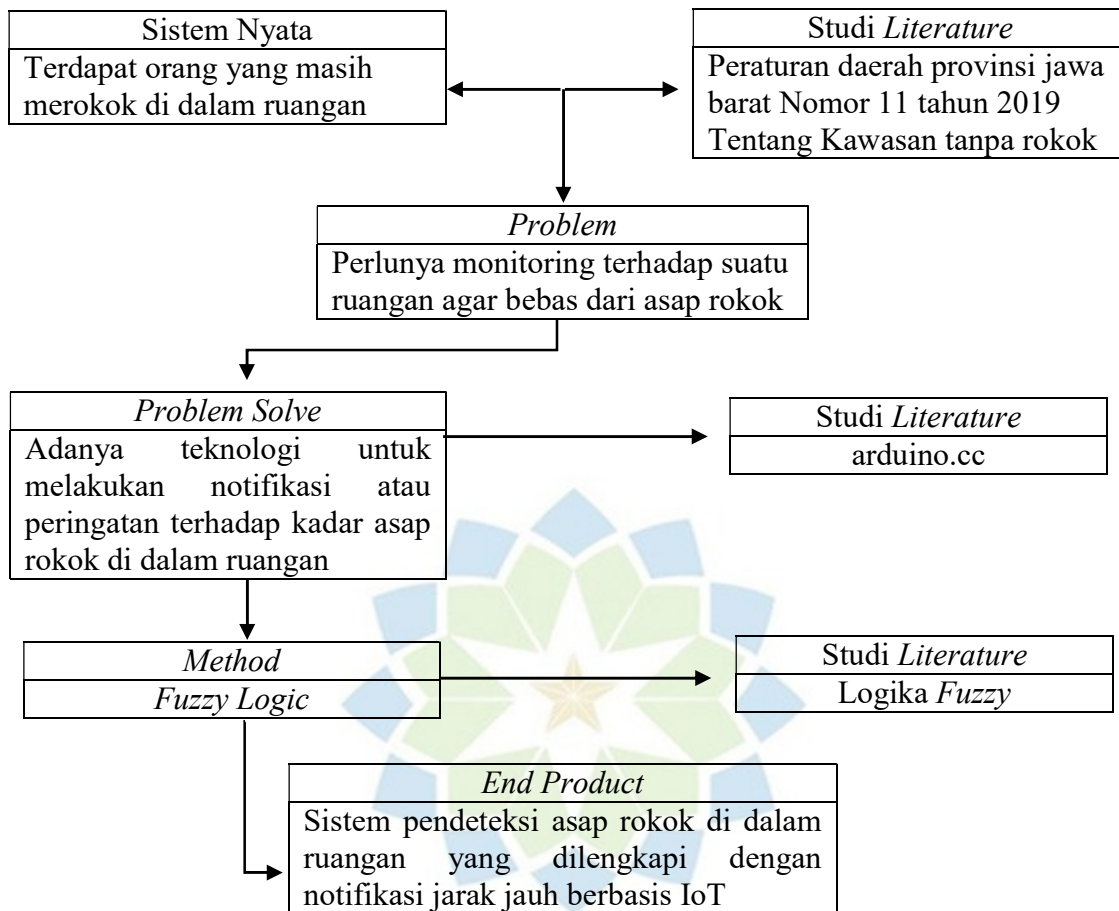 Sistem Nyata
Terdapat orang yang masih
merokok di dalam ruangan
Studi Literature
Peraturan daerah provinsi jawa
barat Nomor 11 tahun 2019
Tentang Kawasan tanpa rokok
Problem
Perlunya monitoring terhadap suatu
ruangan agar bebas dari asap rokok
Problem Solve
Adanya teknologi untuk
melakukan notifikasi atau
peringatan terhadap kadar asap
rokok di dalam ruangan
Studi Literature
arduino.cc
Method
Fuzzy Logic
Studi Literature
Logika Fuzzy
End Product
Sistem pendeteksi asap rokok di dalam
ruangan yang dilengkapi dengan
notifikasi jarak jauh berbasis IoT